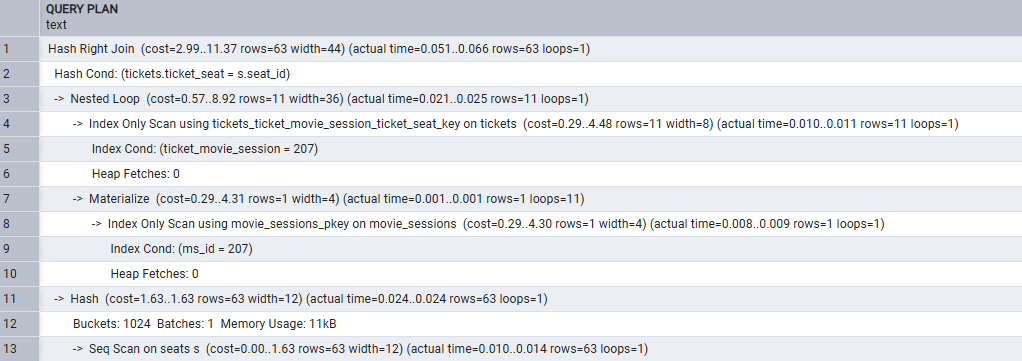 QUERY PLAN
text
1 Hash Right Join (cost=2.99..11.37 rows=63 width=44) (actual time=0.051..0.066 rows=63 loops=1)
2 Hash Cond: (tickets.ticket_seat = s.seat_id)
3 -> Nested Loop (cost=0.57..8.92 rows=11 width=36) (actual time=0.021..0.025 rows=11 loops=1)
4 -> Index Only Scan using tickets_ticket_movie_session_ticket_seat_key on tickets (cost=0.29..4.48 rows=11 width=8) (actual time=0.010..0.011 rows=11 loops=1)
5 Index Cond: (ticket_movie_session = 207)
6 Heap Fetches: 0
7 -> Materialize (cost=0.29..4.31 rows=1 width=4) (actual time=0.001..0.001 rows=1 loops=11)
8 -> Index Only Scan using movie_sessions_pkey on movie_sessions (cost=0.29..4.30 rows=1 width=4) (actual time=0.008..0.009 rows=1 loops=1)
9 Index Cond: (ms_id = 207)
10 Heap Fetches: 0
11 -> Hash (cost=1.63..1.63 rows=63 width=12) (actual time=0.024..0.024 rows=63 loops=1)
12 Buckets: 1024 Batches: 1 Memory Usage: 11kB
13 -> Seq Scan on seats s (cost=0.00..1.63 rows=63 width=12) (actual time=0.010..0.014 rows=63 loops=1)